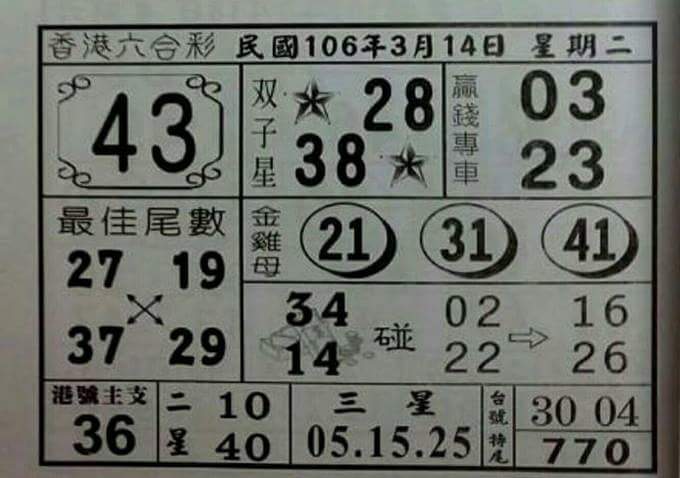 香港六合彩 民國106年3月14日 星期二
43
双子星
28
38
贏錢專車
03
23
最佳尾數
27 19
37 29
金雞母
21 31 41
34
14
碰
02
22
16
26
港號主支
36
二星
10
40
三星
05.15.25
台號特尾
30 04
770